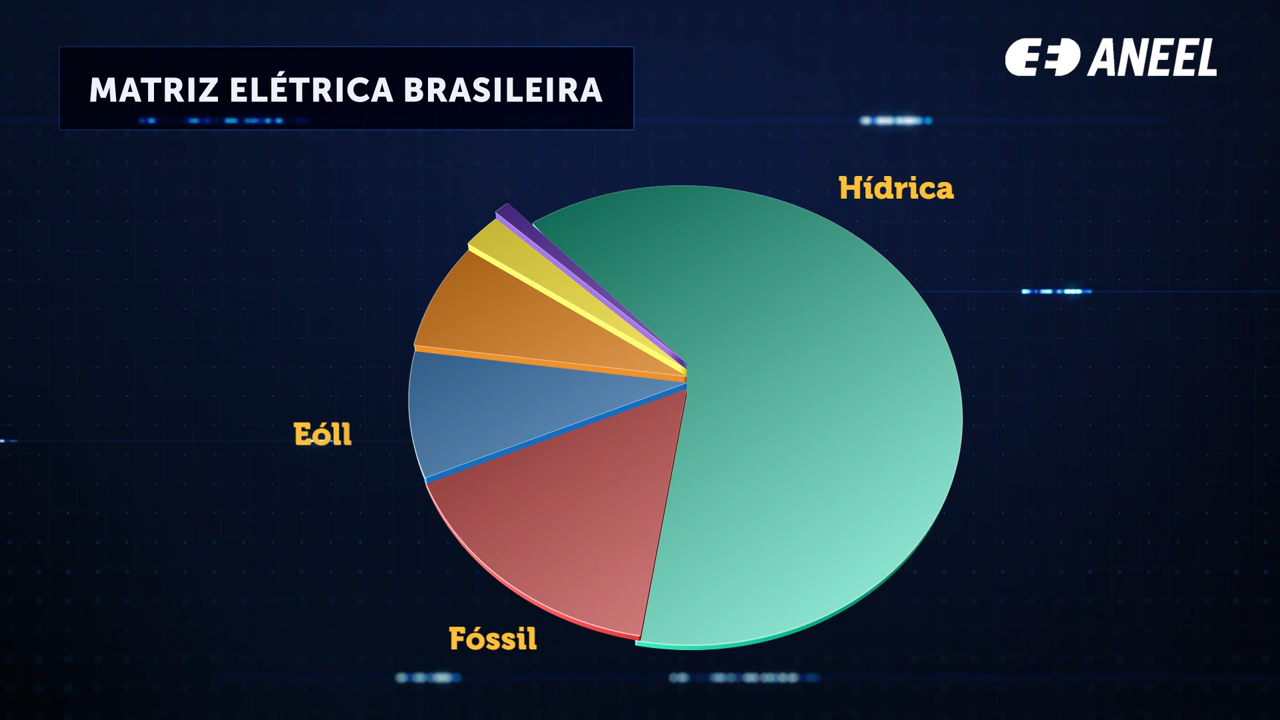 MATRIZ ELÉTRICA BRASILEIRA
ANEEL
Hídrica
Eóll
Fóssil